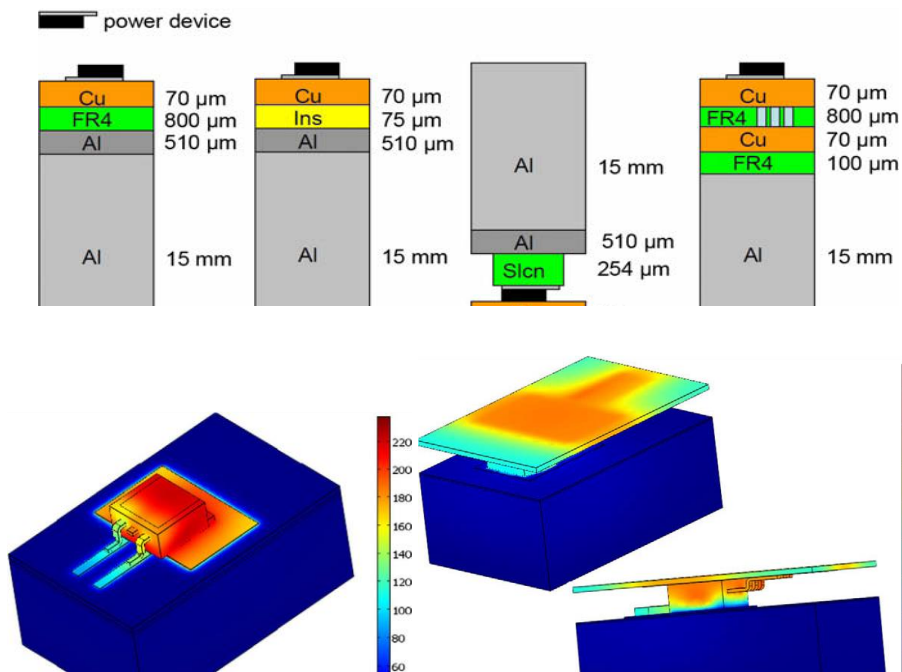 power device
Cu 70 µm
FR4 800 µm
Al 510 µm
Al 15 mm
Cu 70 µm
Ins 75 µm
Al 510 µm
Al 15 mm
Al 15 mm
Al 510 µm
Slcn 254 µm
Cu 70 µm
FR4 800 µm
Cu 70 µm
FR4 100 µm
Al 15 mm
220
200
180
160
140
120
100
80
60